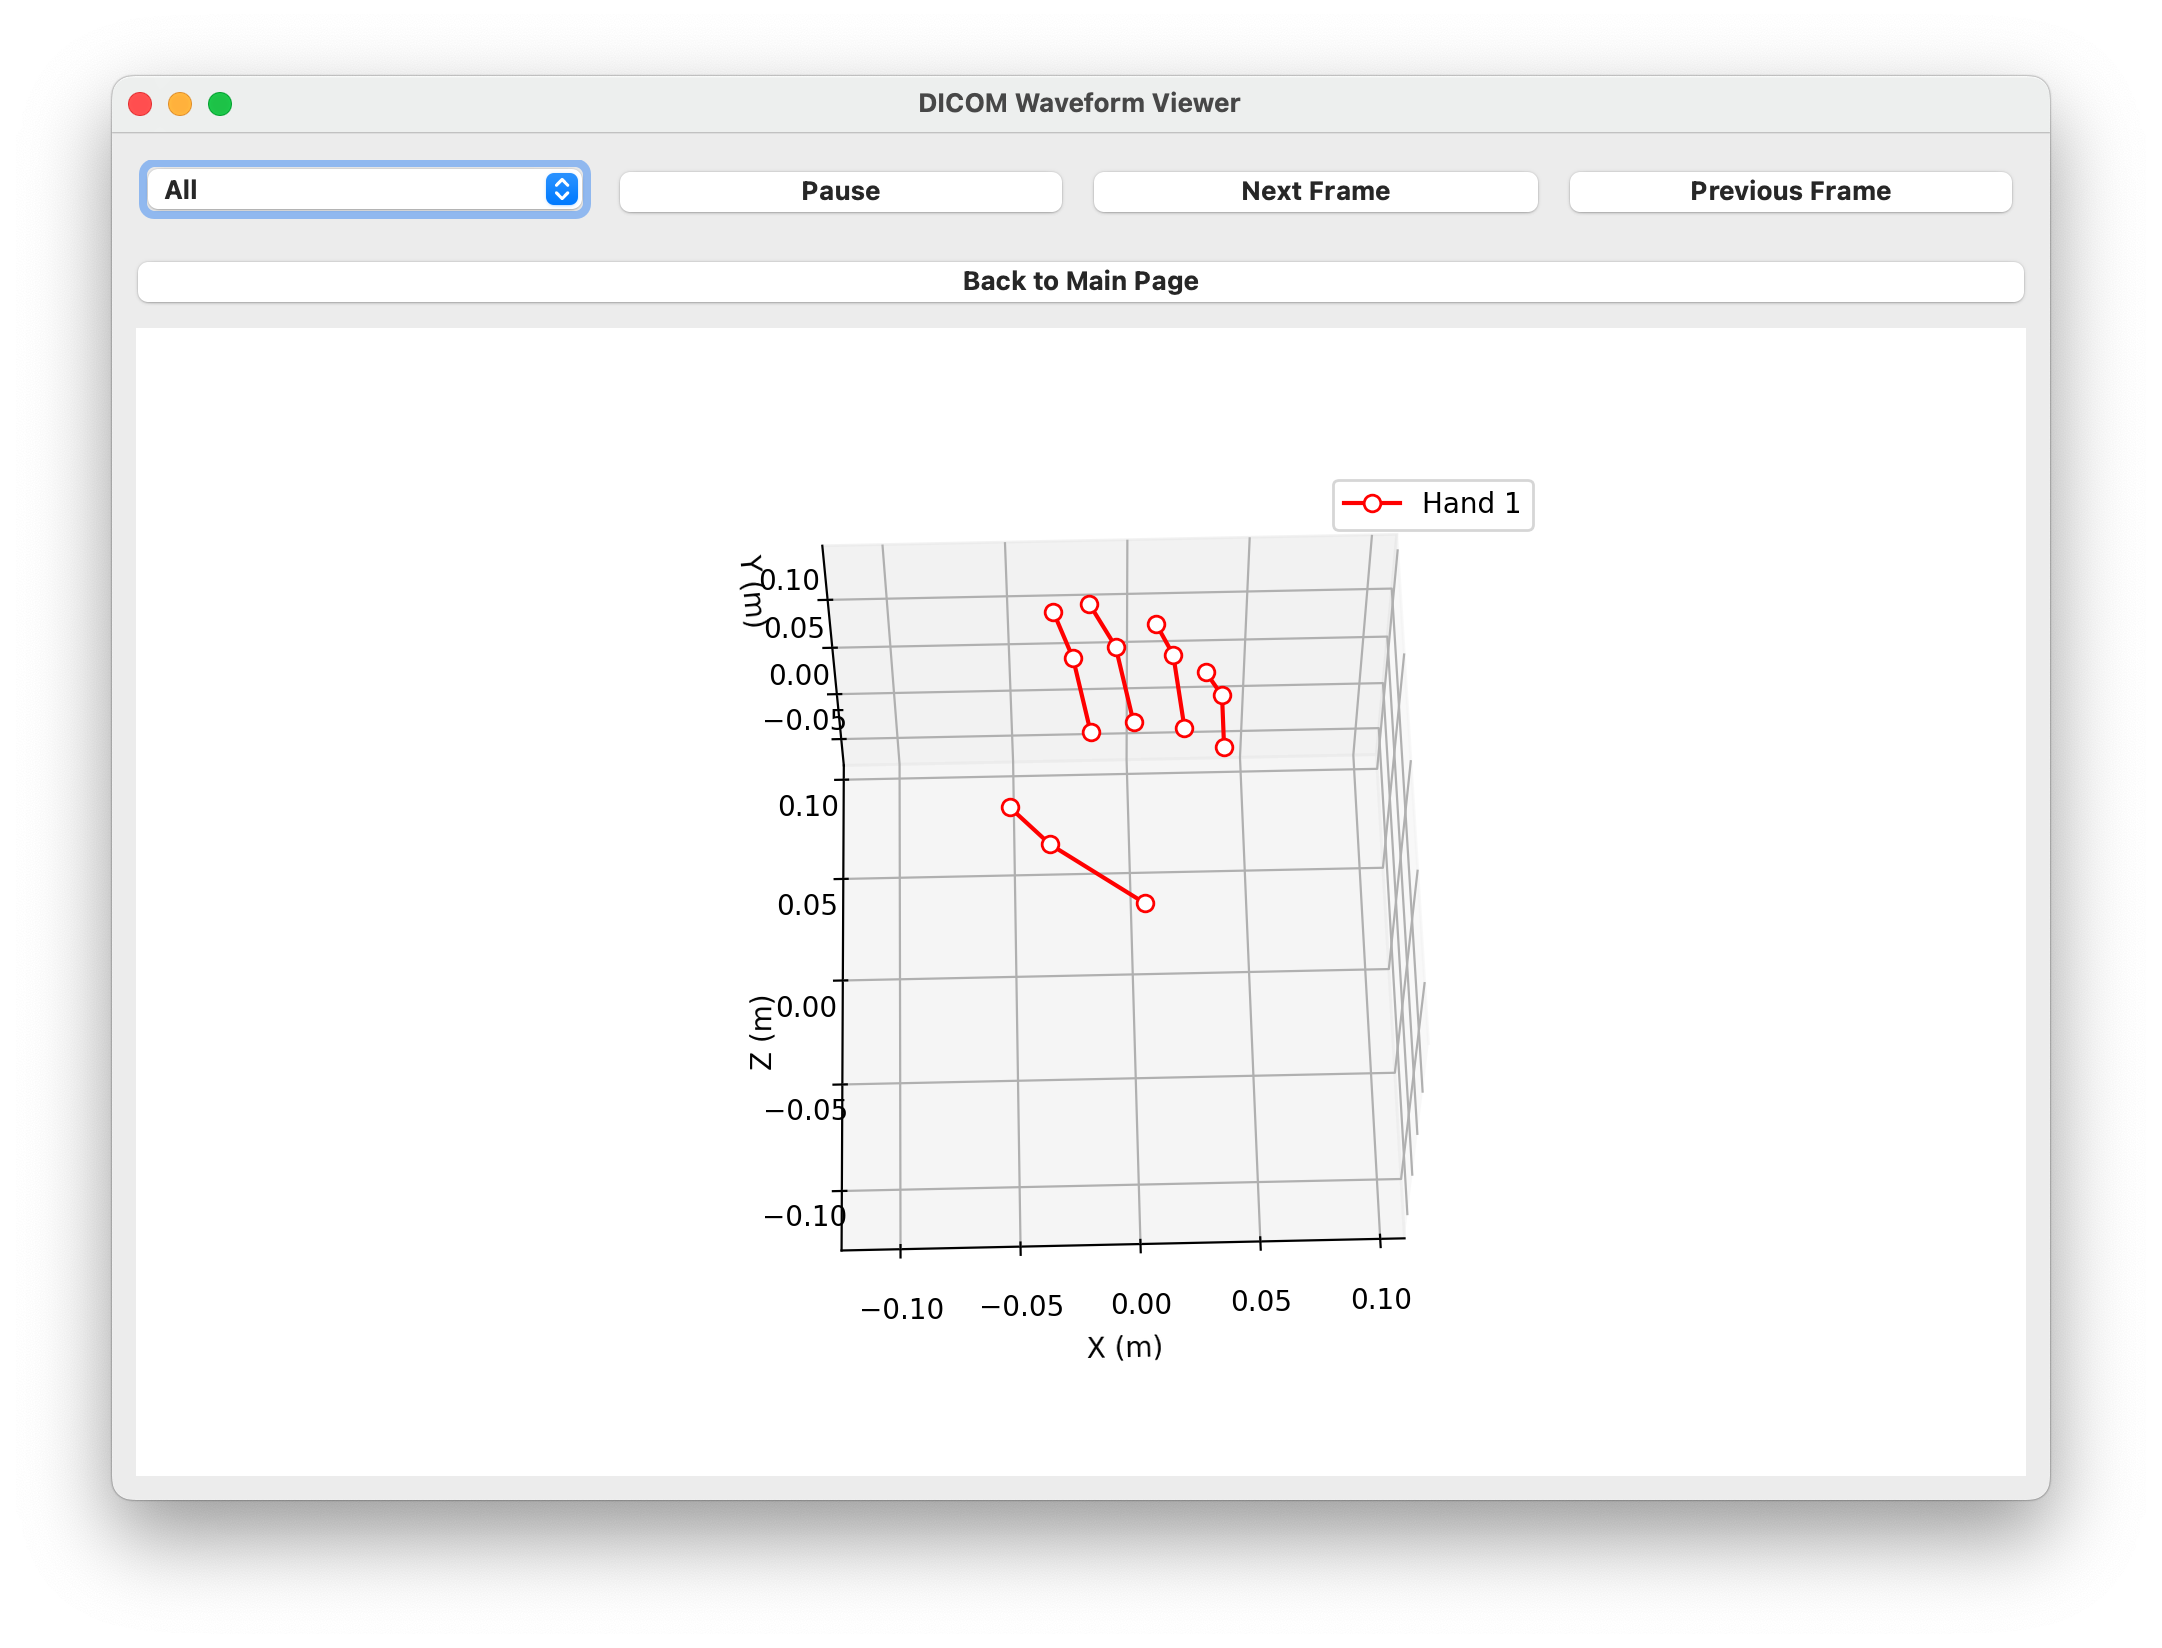 DICOM Waveform Viewer
All
Pause
Next Frame
Previous Frame
Back to Main Page
Hand 1
Y (m)
0.10
0.05
0.00
−0.05
0.10
0.05
0.00
−0.05
−0.10
Z (m)
−0.10
−0.05
0.00
0.05
0.10
X (m)